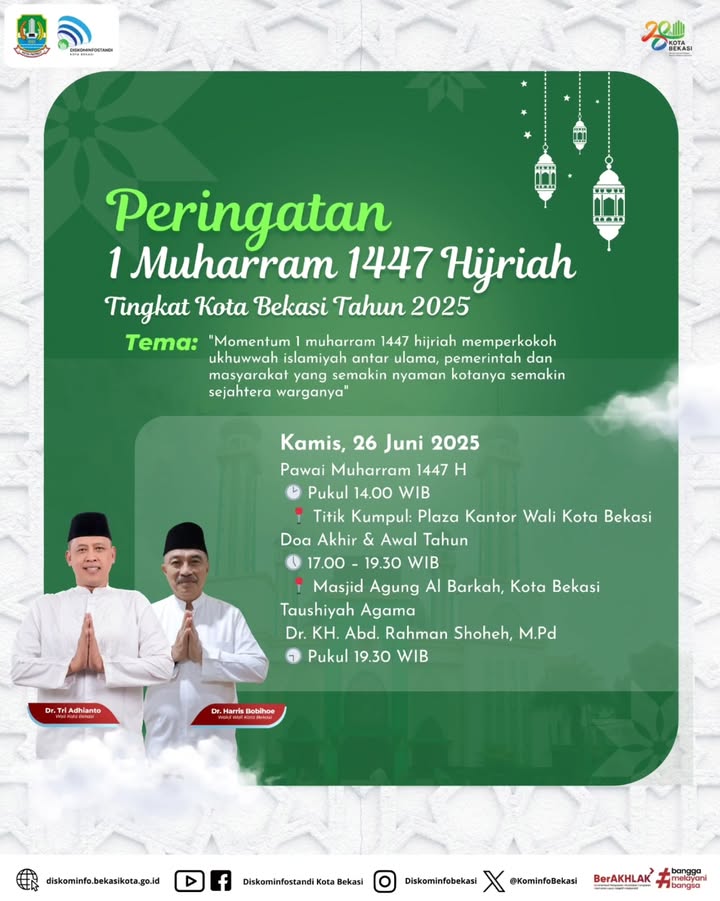 DISKOMINFOSTANDI
KOTA BEKASI
28 KOTA
BEKASI
Peringatan
1 Muharram 1447 Hijriah
Tingkat Kota Bekasi Tahun 2025
Tema: "Momentum 1 muharram 1447 hijriah memperkokoh
ukhuwwah islamiyah antar ulama, pemerintah dan
masyarakat yang semakin nyaman kotanya semakin
sejahtera warganya"
Kamis, 26 Juni 2025
Pawai Muharram 1447 H
Pukul 14.00 WIB
Titik Kumpul: Plaza Kantor Wali Kota Bekasi
Doa Akhir & Awal Tahun
17.00 – 19.30 WIB
Masjid Agung Al Barkah, Kota Bekasi
Taushiyah Agama
Dr. KH. Abd. Rahman Shoheh, M.Pd
Pukul 19.30 WIB
Dr. Tri Adhianto
Wali Kota Bekasi
Dr. Harris Bobihoe
Wakil Wali Kota Bekasi
diskominfo.bekasikota.go.id
Diskominfostandi Kota Bekasi
Diskominfobekasi
@KominfoBekasi
BerAKHLAK
#bangga
melayani
bangsa